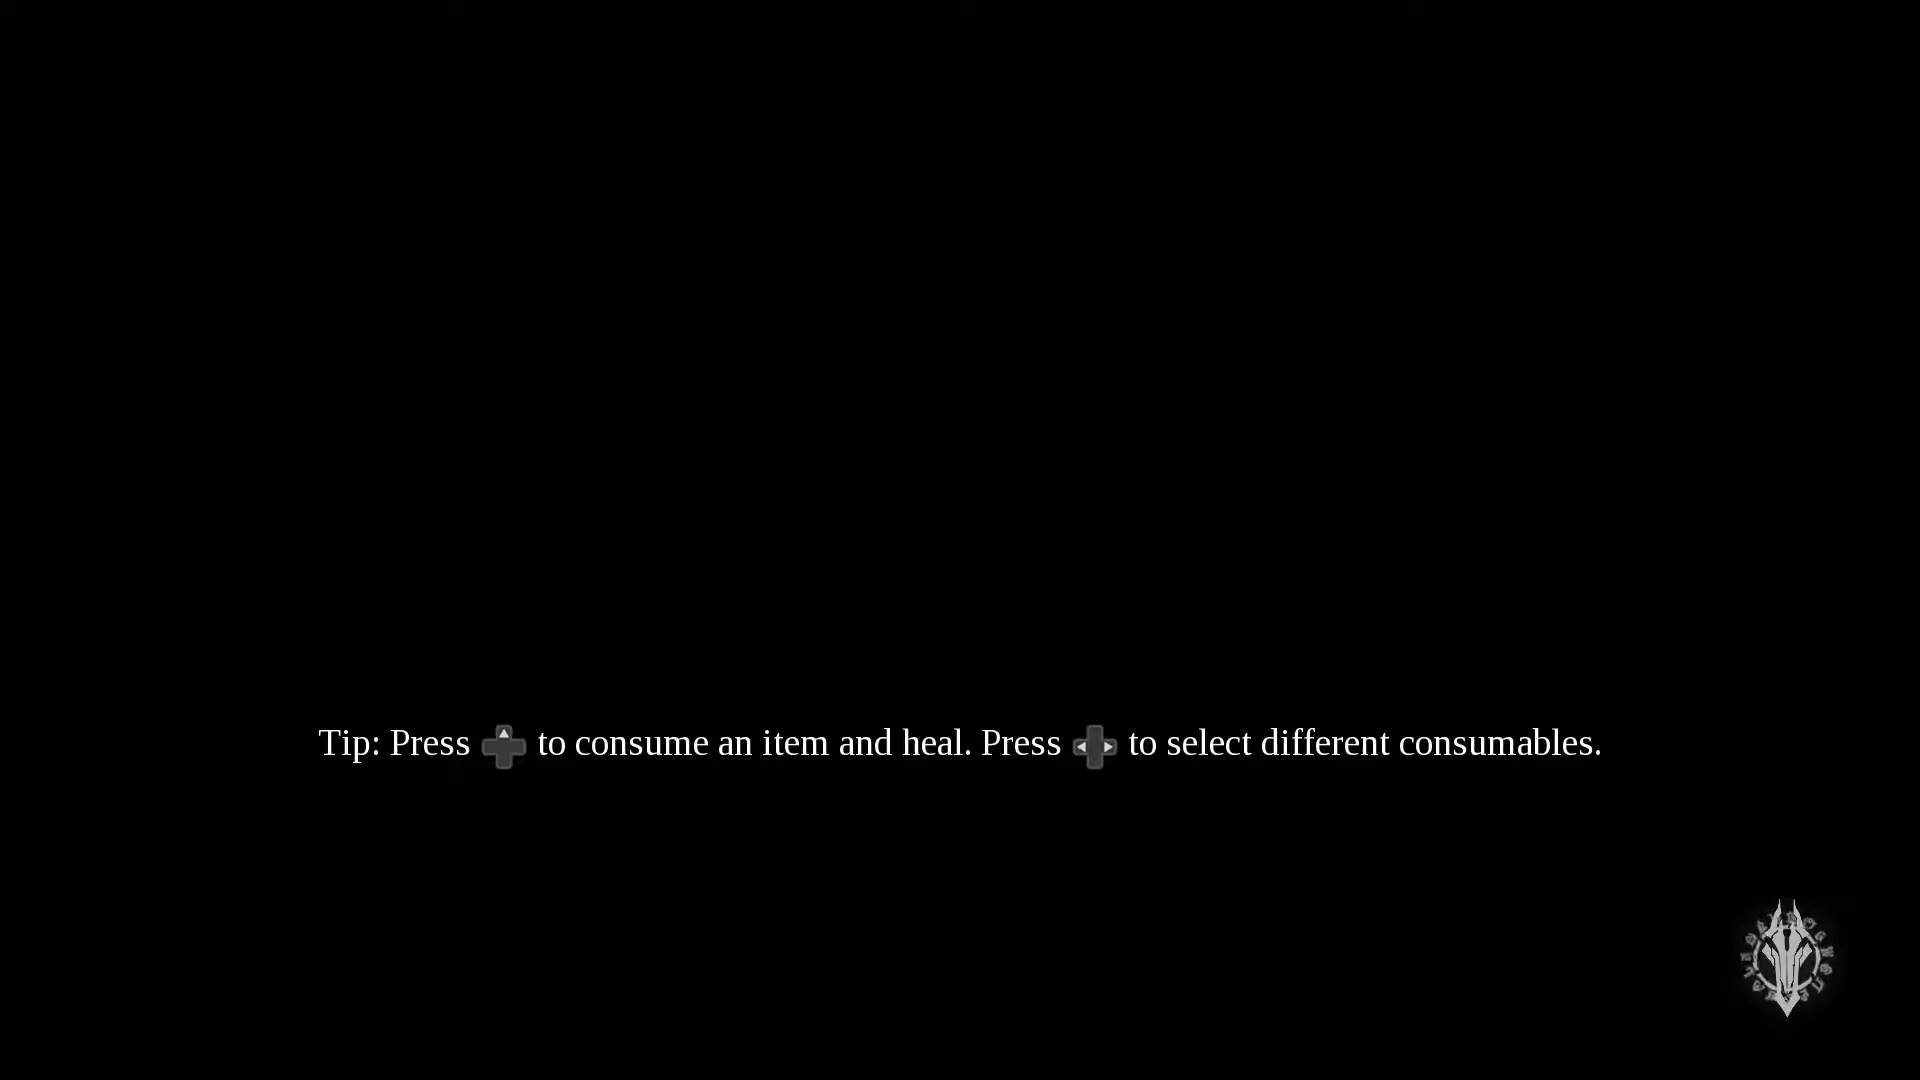 Tip: Press to consume an item and heal. Press to select different consumables.